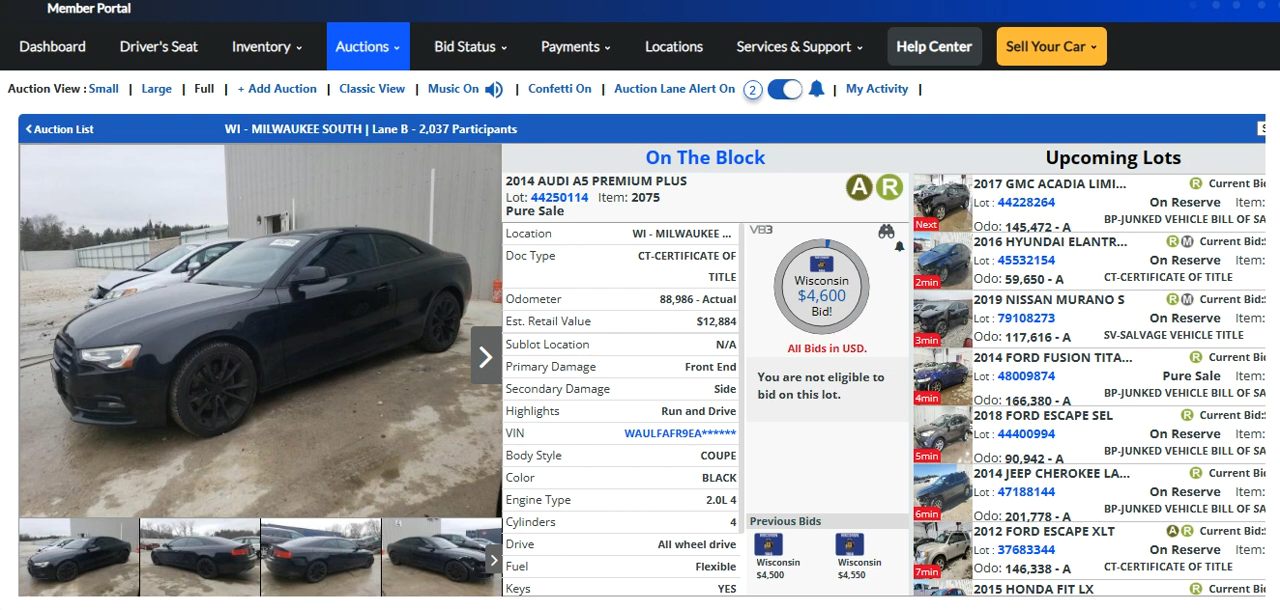 Member Portal
Dashboard Driver's Seat Inventory Auctions Bid Status Payments Locations Services & Support Help Center Sell Your Car
Auction View : Small | Large | Full | + Add Auction | Classic View | Music On | Confetti On | Auction Lane Alert On 2 | My Activity |
Auction List WI - MILWAUKEE SOUTH | Lane B - 2,037 Participants
On The Block
2014 AUDI A5 PREMIUM PLUS
Lot: 44250114 Item: 2075
Pure Sale
A R
Location WI - MILWAUKEE ...
Doc Type CT-CERTIFICATE OF
TITLE
Odometer 88,986 - Actual
Est. Retail Value $12,884
Sublot Location N/A
Primary Damage Front End
Secondary Damage Side
Highlights Run and Drive
VIN WAULFAFR9EA******
Body Style COUPE
Color BLACK
Engine Type 2.0L 4
Cylinders 4
Drive All wheel drive
Fuel Flexible
Keys YES
VB3
Wisconsin
$4,600
Bid!
All Bids in USD.
You are not eligible to
bid on this lot.
Previous Bids
Wisconsin
$4,500
Wisconsin
$4,550
Upcoming Lots
2017 GMC ACADIA LIMI... R Current Bid
Lot : 44228264 On Reserve Item:
Next Odo: 145,472 - A BP-JUNKED VEHICLE BILL OF SA
2016 HYUNDAI ELANTR... R M Current Bid:
Lot : 45532154 On Reserve Item:
2min Odo: 59,650 - A CT-CERTIFICATE OF TITLE
2019 NISSAN MURANO S R M Current Bid:
Lot : 79108273 On Reserve Item:
3min Odo: 117,616 - A SV-SALVAGE VEHICLE TITLE
2014 FORD FUSION TITA... R Current Bid
Lot : 48009874 Pure Sale Item:
4min Odo: 166,380 - A BP-JUNKED VEHICLE BILL OF SA
2018 FORD ESCAPE SEL R Current Bid:
Lot : 44400994 On Reserve Item:
5min Odo: 90,942 - A BP-JUNKED VEHICLE BILL OF SA
2014 JEEP CHEROKEE LA... R Current Bid
Lot : 47188144 On Reserve Item:
6min Odo: 201,778 - A BP-JUNKED VEHICLE BILL OF SA
2012 FORD ESCAPE XLT A R Current Bid:
Lot : 37683344 On Reserve Item:
7min Odo: 146,338 - A CT-CERTIFICATE OF TITLE
2015 HONDA FIT LX R Current Bid